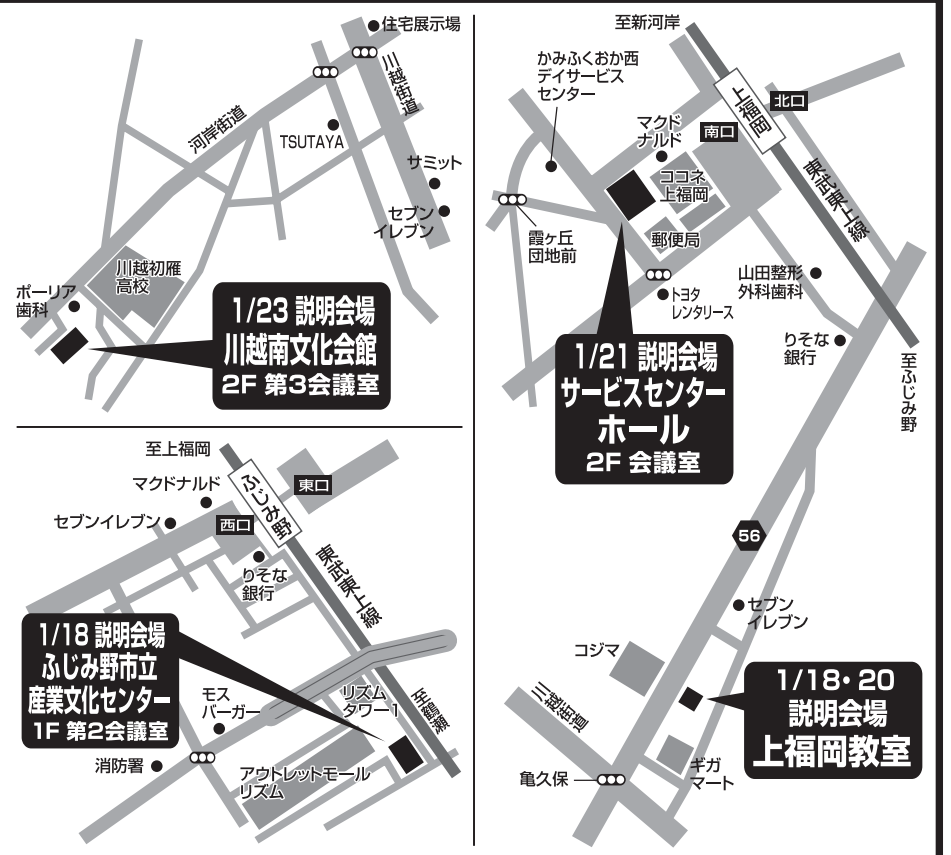 住宅展示場
川越街道
河岸街道
TSUTAYA
サミット
セブン
イレブン
川越初雁
高校
ポーリア
歯科
1/23 説明会場
川越南文化会館
2F 第3会議室
至上福岡
マクドナルド
セブンイレブン
ふじみ野
東口
西口
りそな
銀行
東武東上線
1/18 説明会場
ふじみ野市立
産業文化センター
1F 第2会議室
モス
バーガー
リズム
タワー1
至鶴瀬
消防署
アウトレットモール
リズム
至新河岸
かみふくおか西
デイサービス
センター
マクド
ナルド
南口
上福岡
北口
ココネ
上福岡
東武東上線
霞ヶ丘
団地前
郵便局
トヨタ
レンタリース
山田整形
外科歯科
りそな
銀行
至ふじみ野
1/21 説明会場
サービスセンター
ホール
2F 会議室
56
セブン
イレブン
コジマ
川越街道
1/18・20
説明会場
上福岡教室
ギガ
マート
亀久保